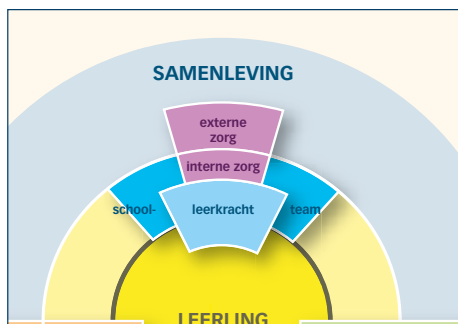 SAMENLEVING
externe
zorg
interne zorg
school- leerkracht team
LEERLING